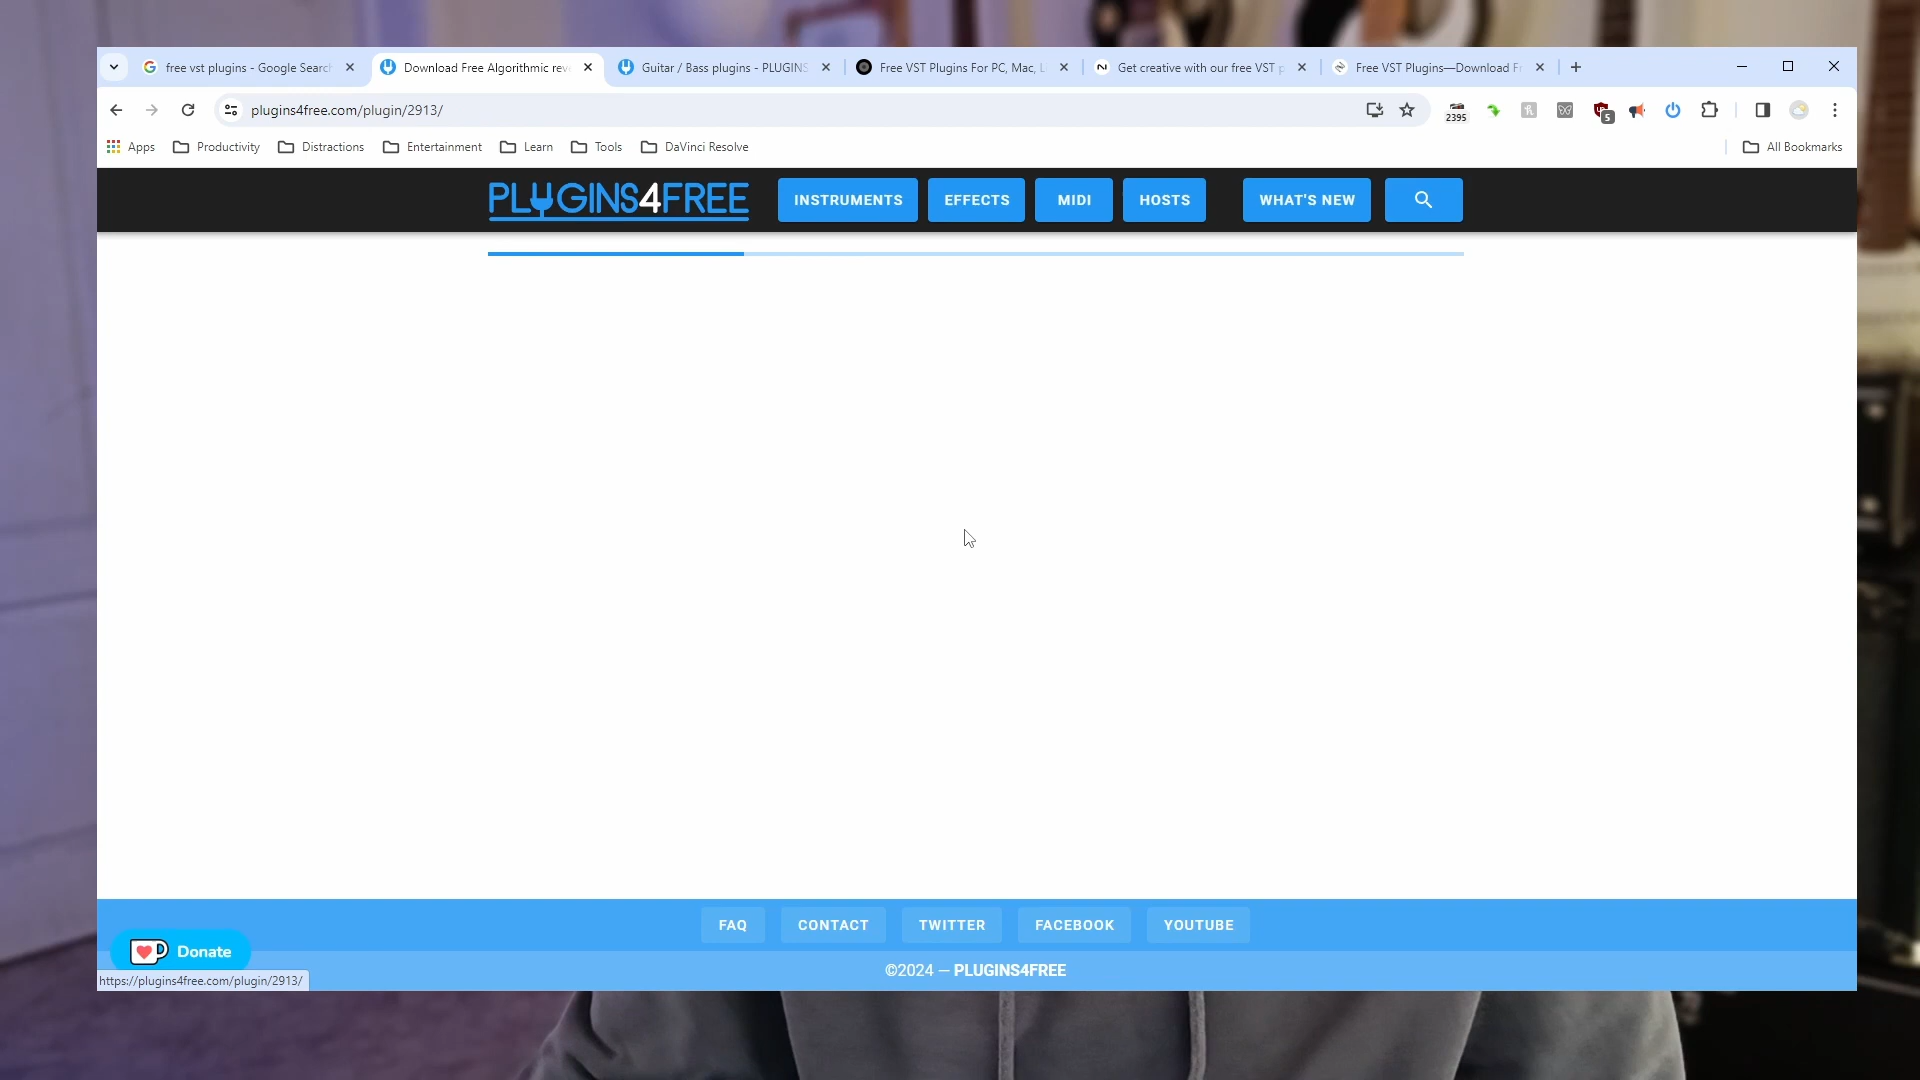 free vst plugins - Google Search
Download Free Algorithmic rev
Guitar / Bass plugins - PLUGINS
Free VST Plugins For PC, Mac, L
Get creative with our free VST p
Free VST Plugins—Download F
plugins4free.com/plugin/2913/
2395
5
Apps
Productivity
Distractions
Entertainment
Learn
Tools
DaVinci Resolve
All Bookmarks
PLUGINS4FREE
INSTRUMENTS
EFFECTS
MIDI
HOSTS
WHAT'S NEW
FAQ
CONTACT
TWITTER
FACEBOOK
YOUTUBE
Donate
©2024 — PLUGINS4FREE
https://plugins4free.com/plugin/2913/